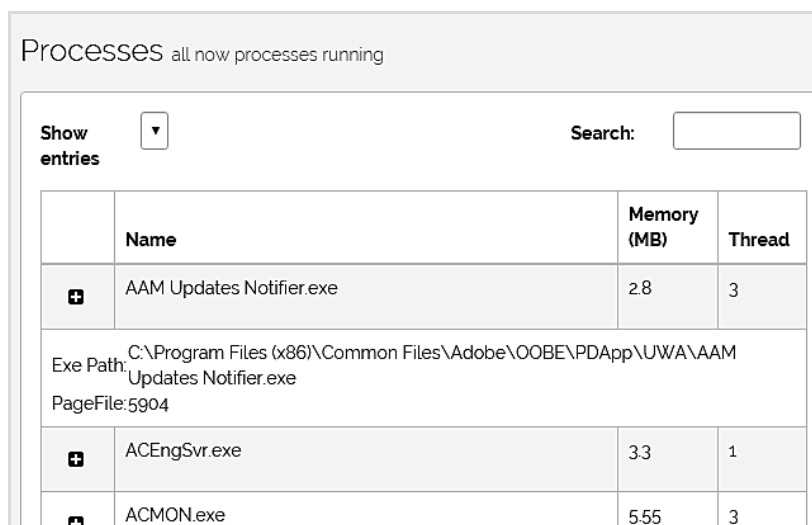 Processes all now processes running
Show entries ▼ Search:
Name Memory (MB) Thread
AAM Updates Notifier.exe 2.8 3
Exe Path: C:\Program Files (x86)\Common Files\Adobe\OOBE\PDApp\UWA\AAM
Updates Notifier.exe
PageFile: 5904
ACEngSvr.exe 3.3 1
ACMON.exe 5.55 3